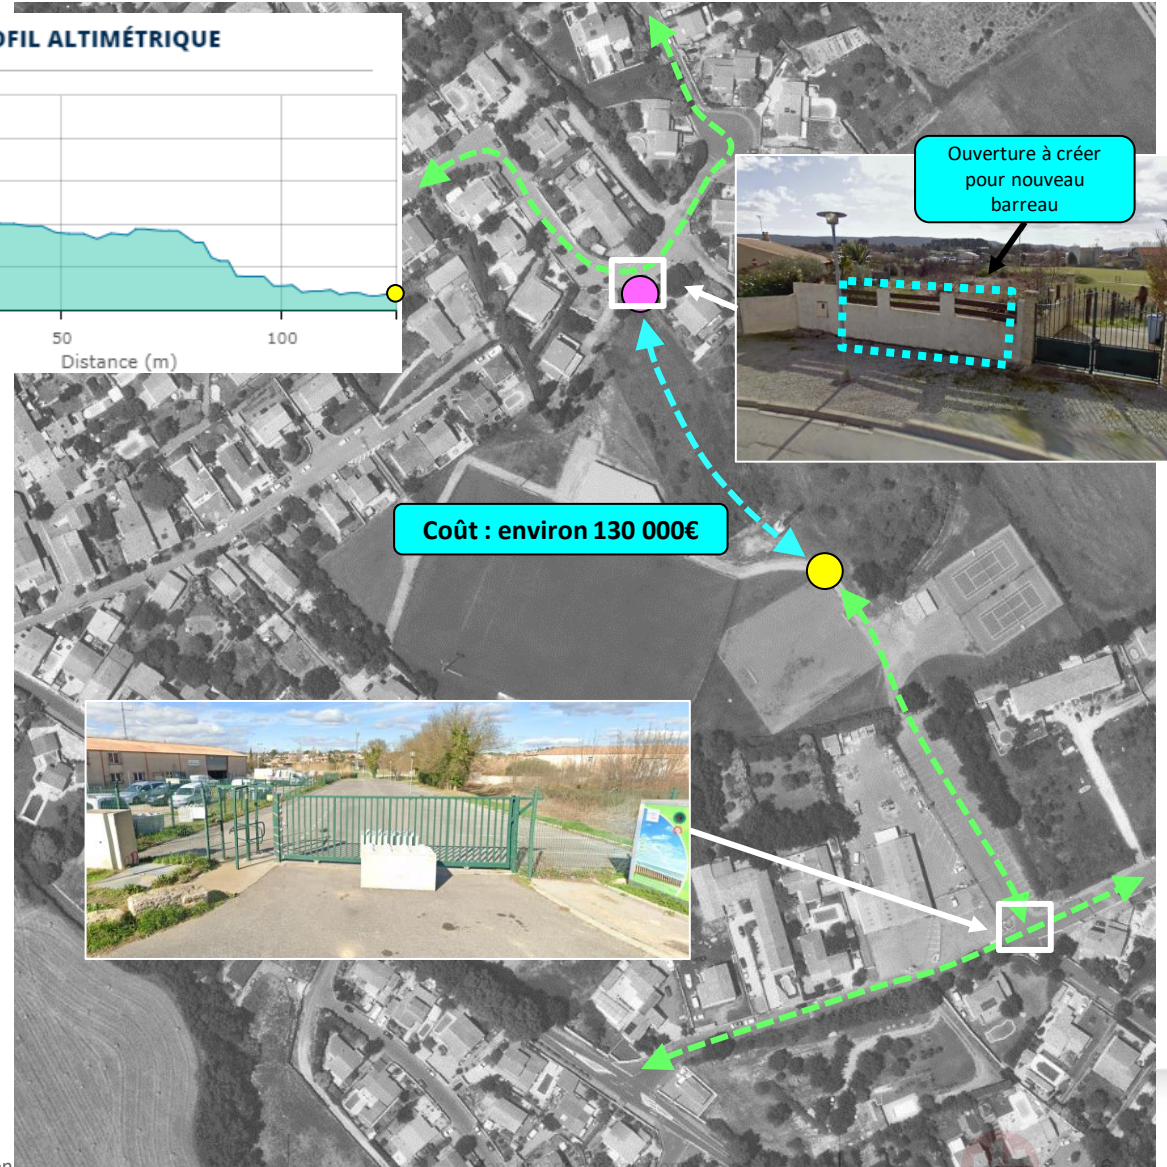 OFIL ALTIMÉTRIQUE
50
100
Distance (m)
Ouverture à créer
pour nouveau
barreau
Coût : environ 130 000€